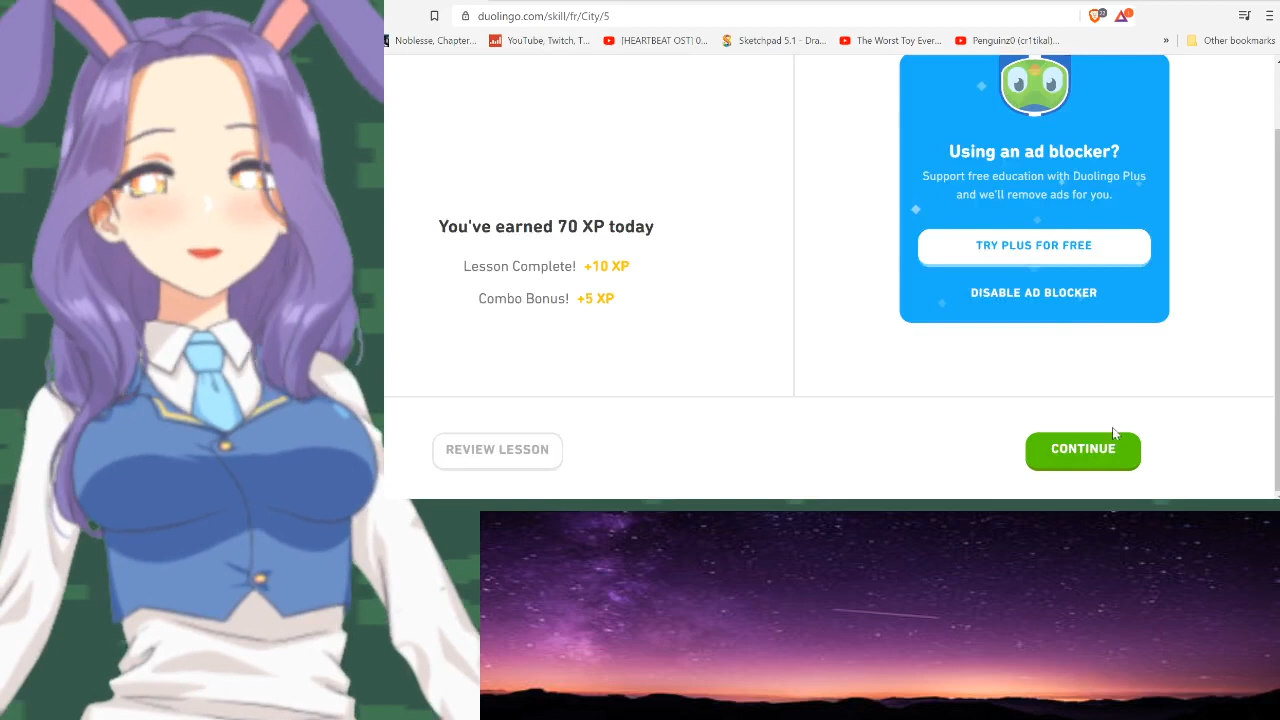 duolingo.com/skill/fr/City/5
Noblesse, Chapter... YouTube, Twitch, T... [HEARTBEAT OST] 0... Sketchpad 5.1 - Dra... The Worst Toy Ever... Penguinz0 (cr1tikal)... » Other bookmarks
You've earned 70 XP today
Lesson Complete! +10 XP
Combo Bonus! +5 XP
Using an ad blocker?
Support free education with Duolingo Plus
and we'll remove ads for you.
TRY PLUS FOR FREE
DISABLE AD BLOCKER
REVIEW LESSON
CONTINUE